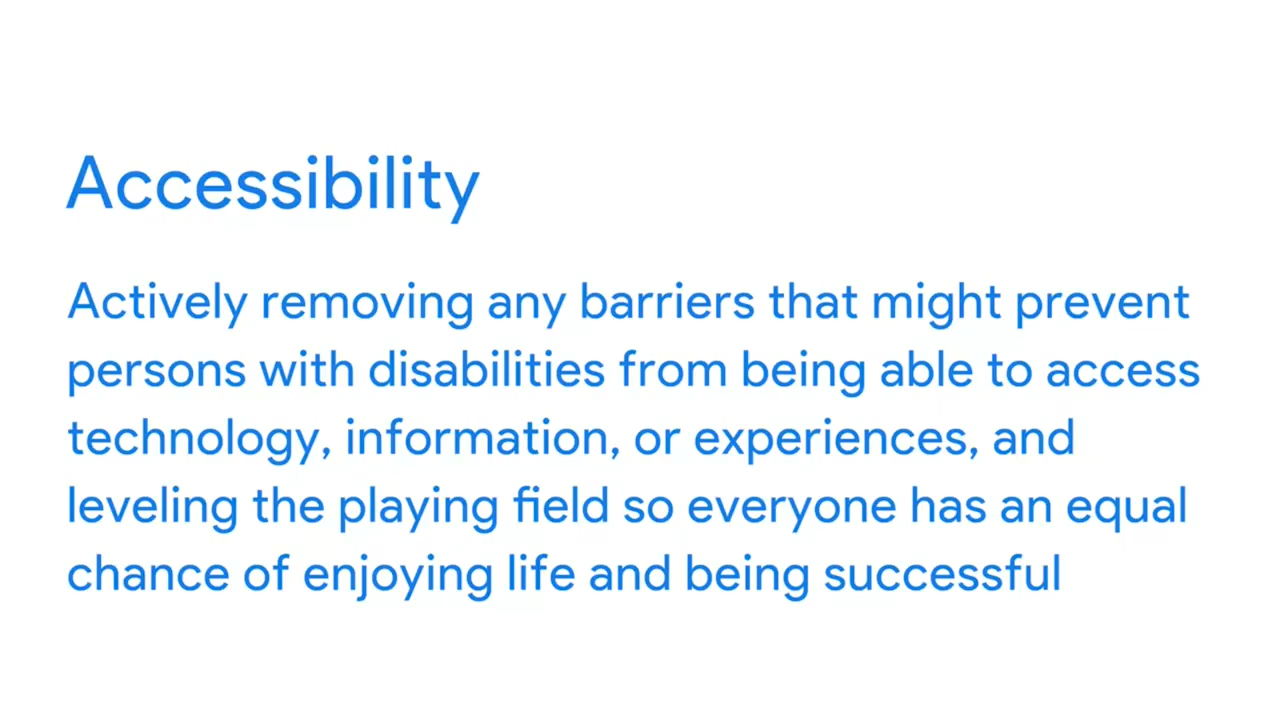 Accessibility
Actively removing any barriers that might prevent
persons with disabilities from being able to access
technology, information, or experiences, and
leveling the playing field so everyone has an equal
chance of enjoying life and being successful